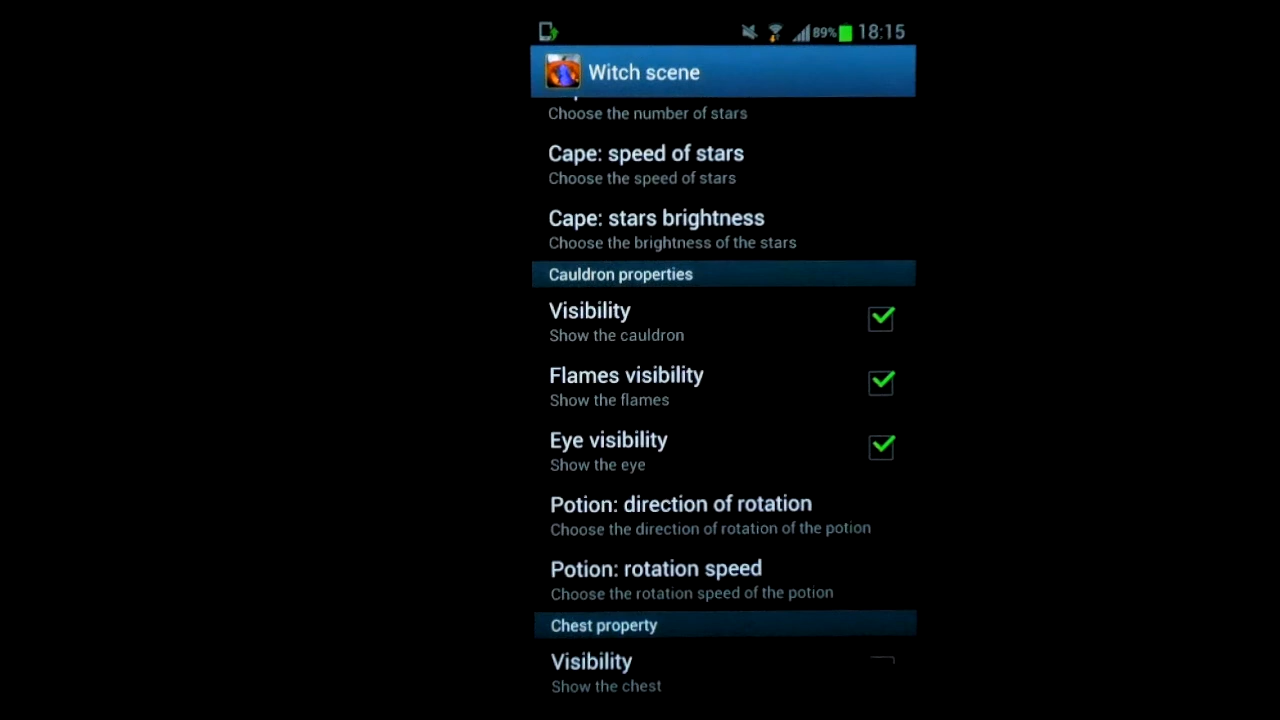 89% 18:15
Witch scene
Choose the number of stars
Cape: speed of stars
Choose the speed of stars
Cape: stars brightness
Choose the brightness of the stars
Cauldron properties
Visibility
Show the cauldron
Flames visibility
Show the flames
Eye visibility
Show the eye
Potion: direction of rotation
Choose the direction of rotation of the potion
Potion: rotation speed
Choose the rotation speed of the potion
Chest property
Visibility
Show the chest